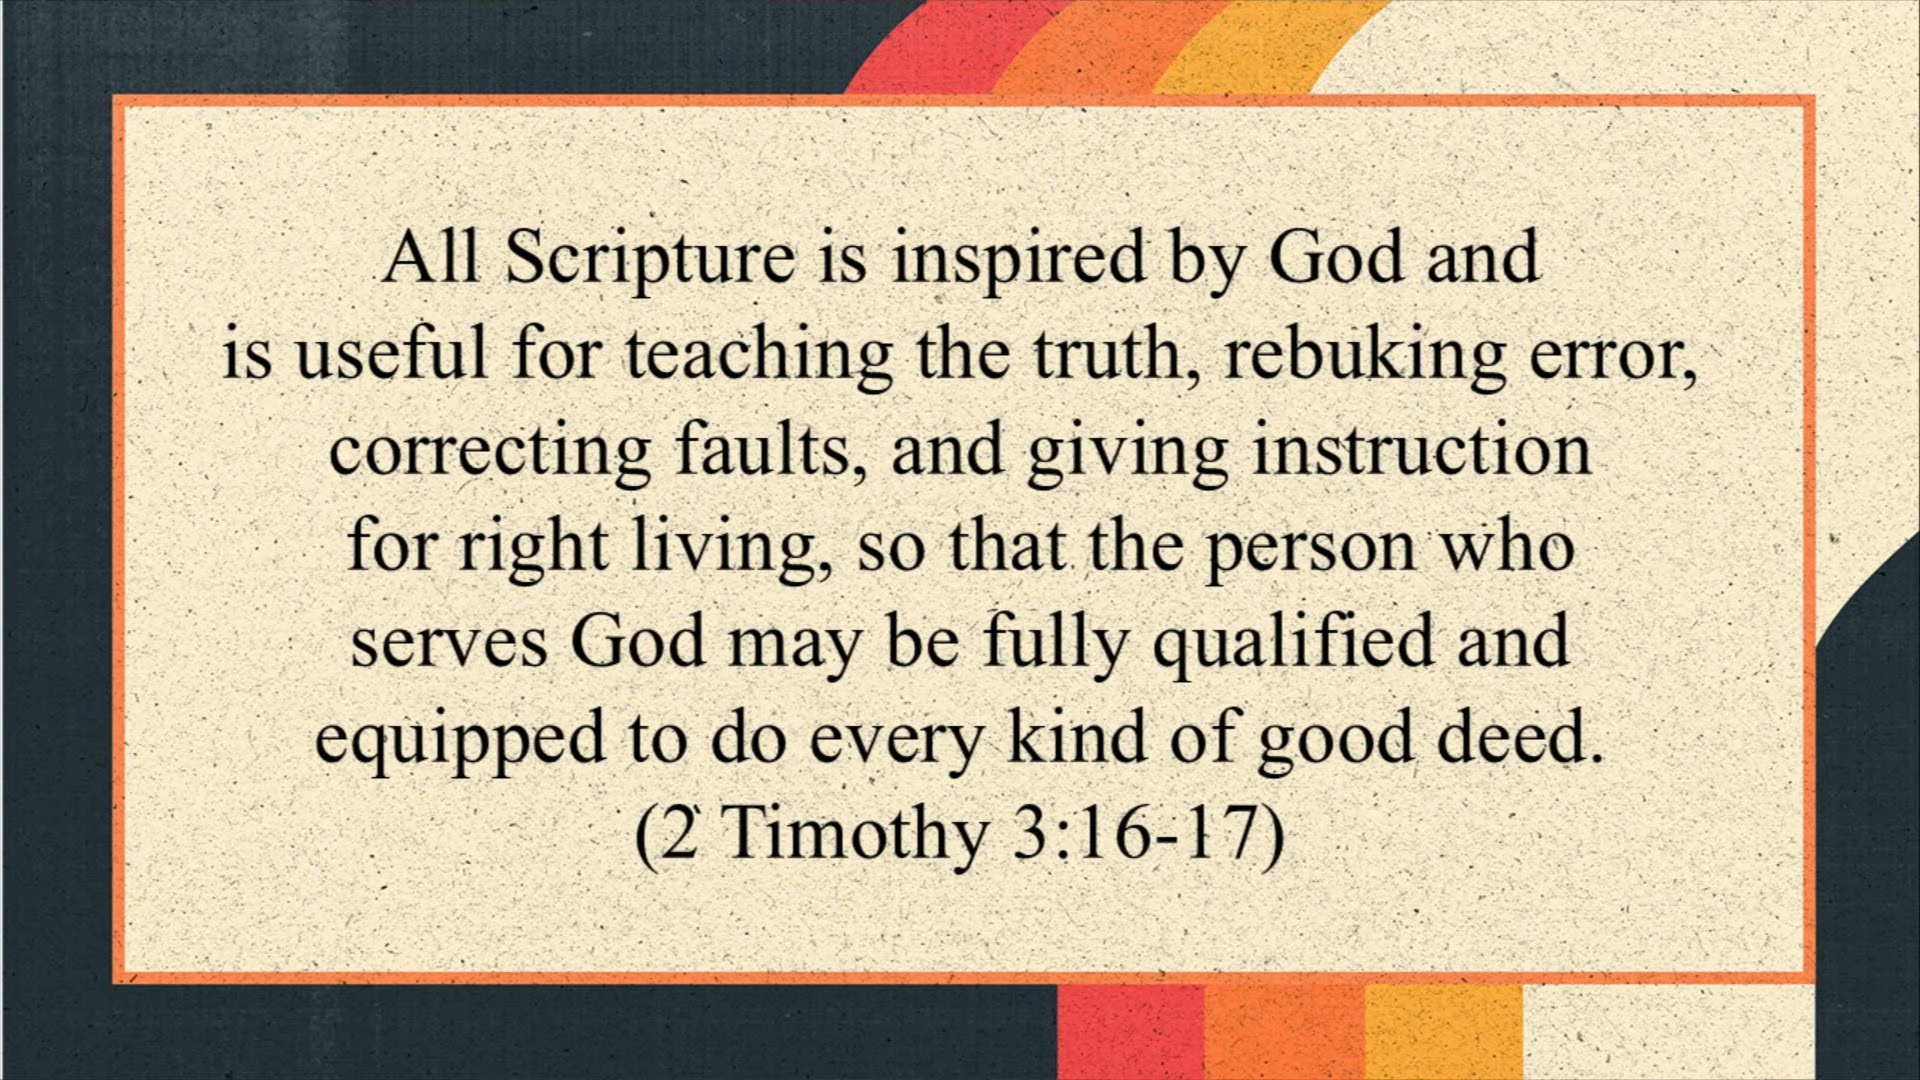 All Scripture is inspired by God and
is useful for teaching the truth, rebuking error,
correcting faults, and giving instruction
for right living, so that the person who
serves God may be fully qualified and
equipped to do every kind of good deed.
(2 Timothy 3:16-17)